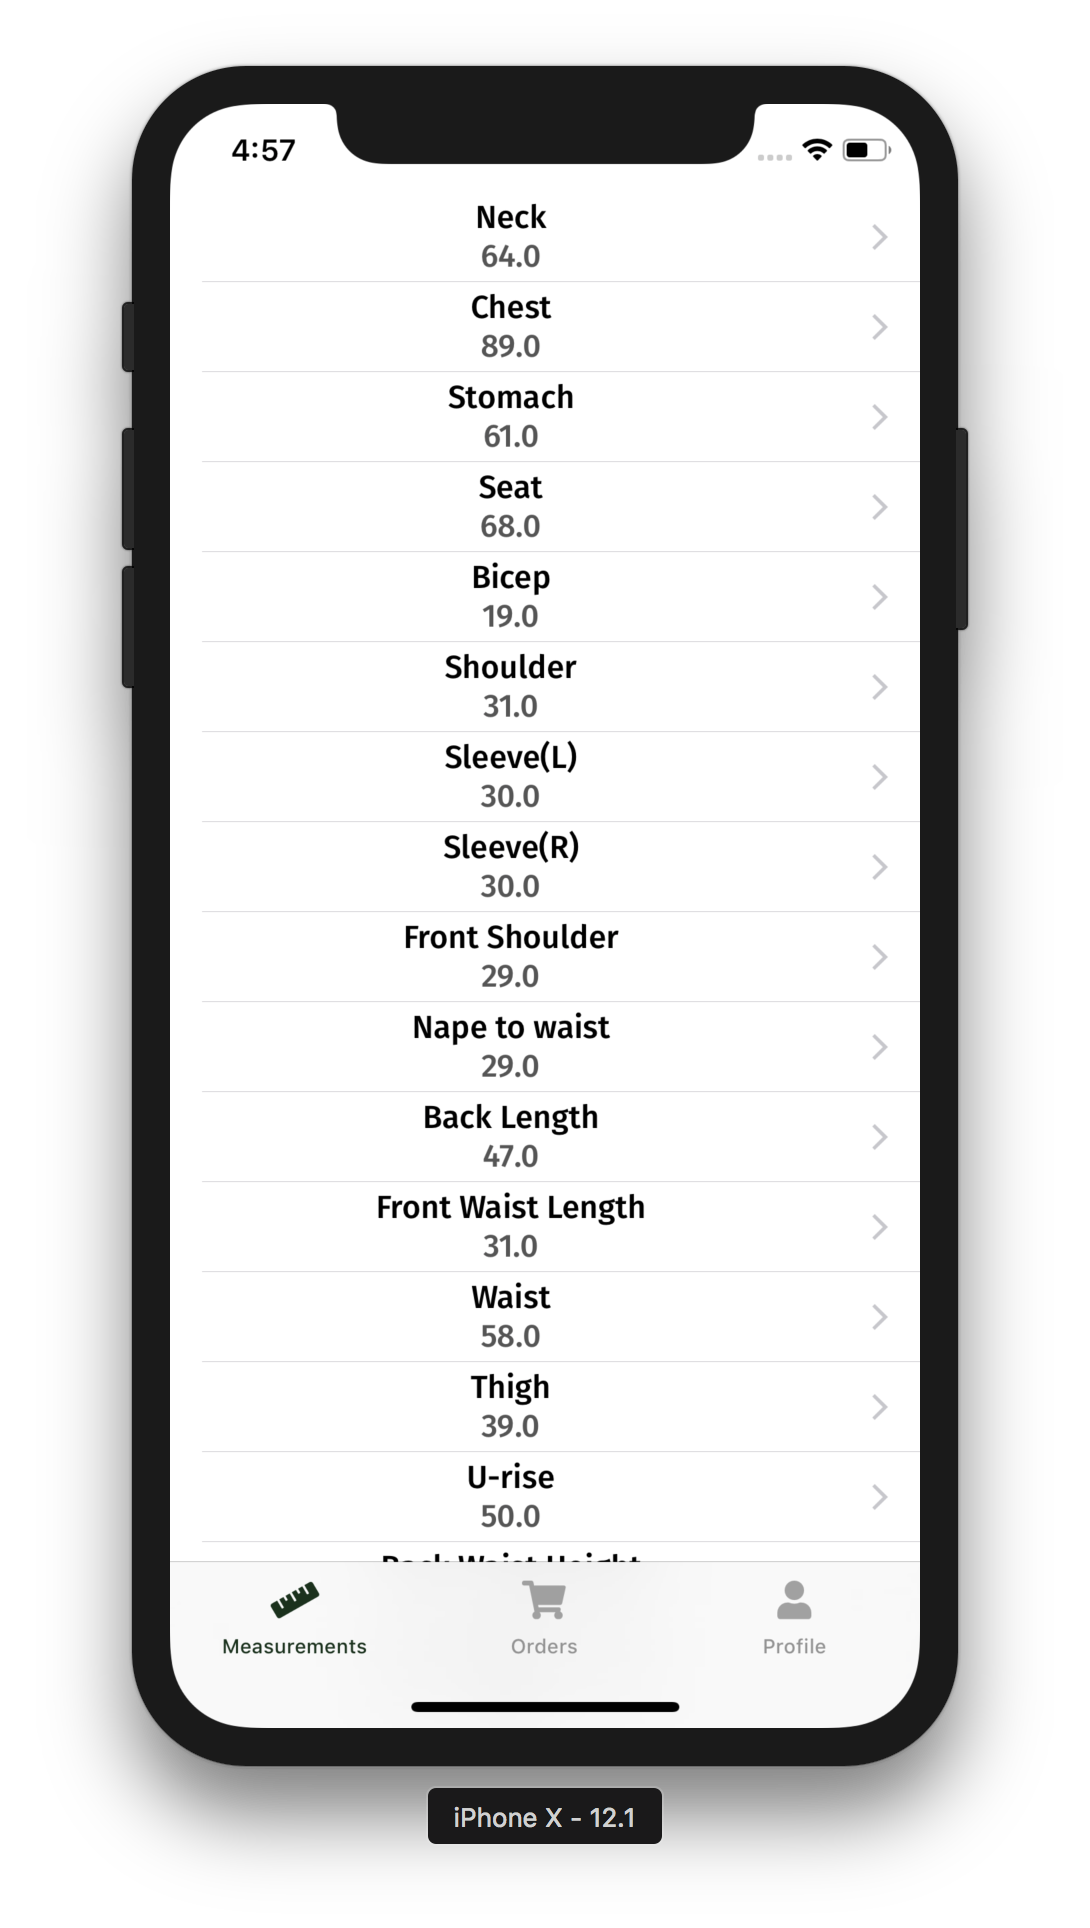 4:57
Neck
64.0
Chest
89.0
Stomach
61.0
Seat
68.0
Bicep
19.0
Shoulder
31.0
Sleeve(L)
30.0
Sleeve(R)
30.0
Front Shoulder
29.0
Nape to waist
29.0
Back Length
47.0
Front Waist Length
31.0
Waist
58.0
Thigh
39.0
U-rise
50.0
Back Waist Height
Measurements
Orders
Profile
iPhone X - 12.1